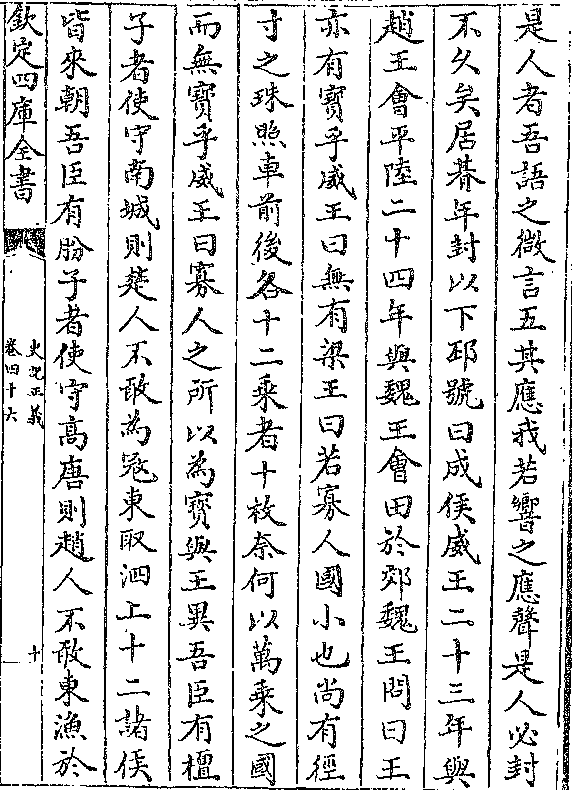 是人者吾語之微言五其應我若響之應聲是人必封
不久矣居朞年封以下邳號曰成侯威王二十三年與
趙王會平陸二十四年與魏王會田於郊魏王問曰王
亦有寶乎威王曰無有梁王曰若寡人國小也尚有徑
寸之珠照車前後各十二乘者十枚奈何以萬乘之國
而無寶乎威王曰寡人之所以為寶與王異吾臣有檀
子者使守南城則楚人不敢為冦東取泗上十二諸侯
皆來朝吾臣有肦子者使守高唐則趙人不敢東漁於
欽定四庫全書
史記正義
卷四十六
十